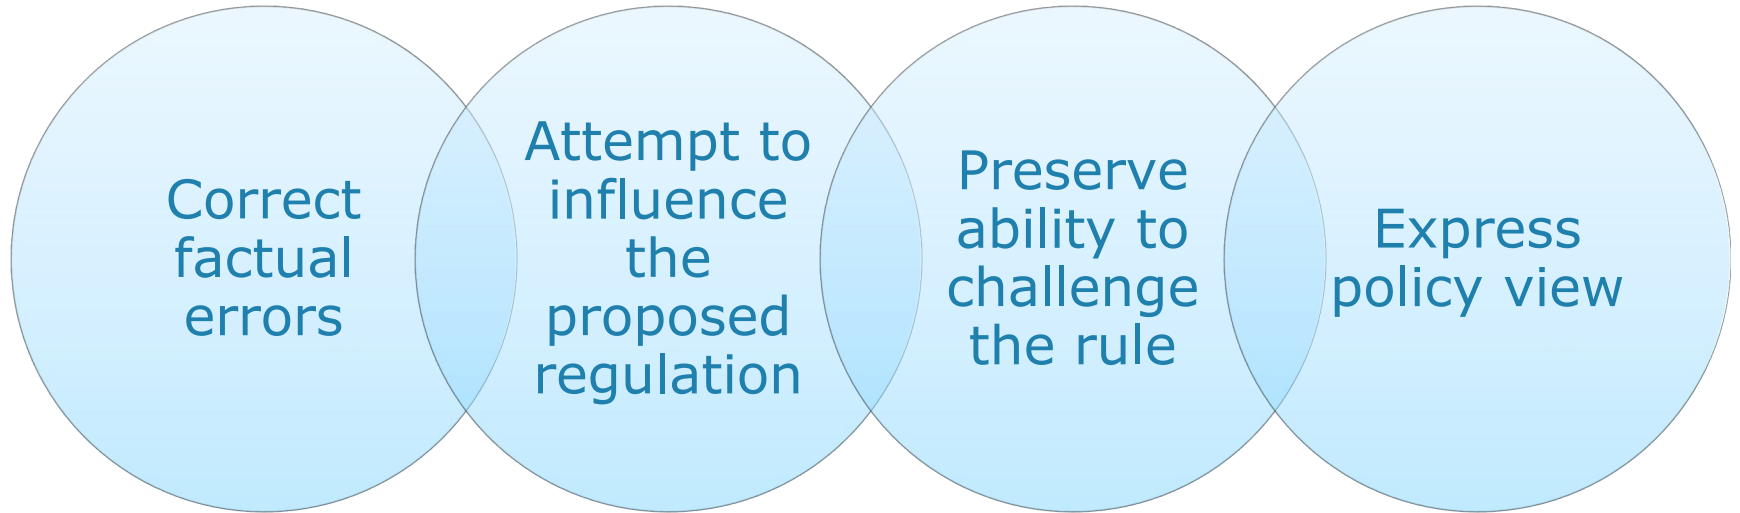 Correct
factual
errors
Attempt to
influence
the
proposed
regulation
Preserve
ability to
challenge
the rule
Express
policy view